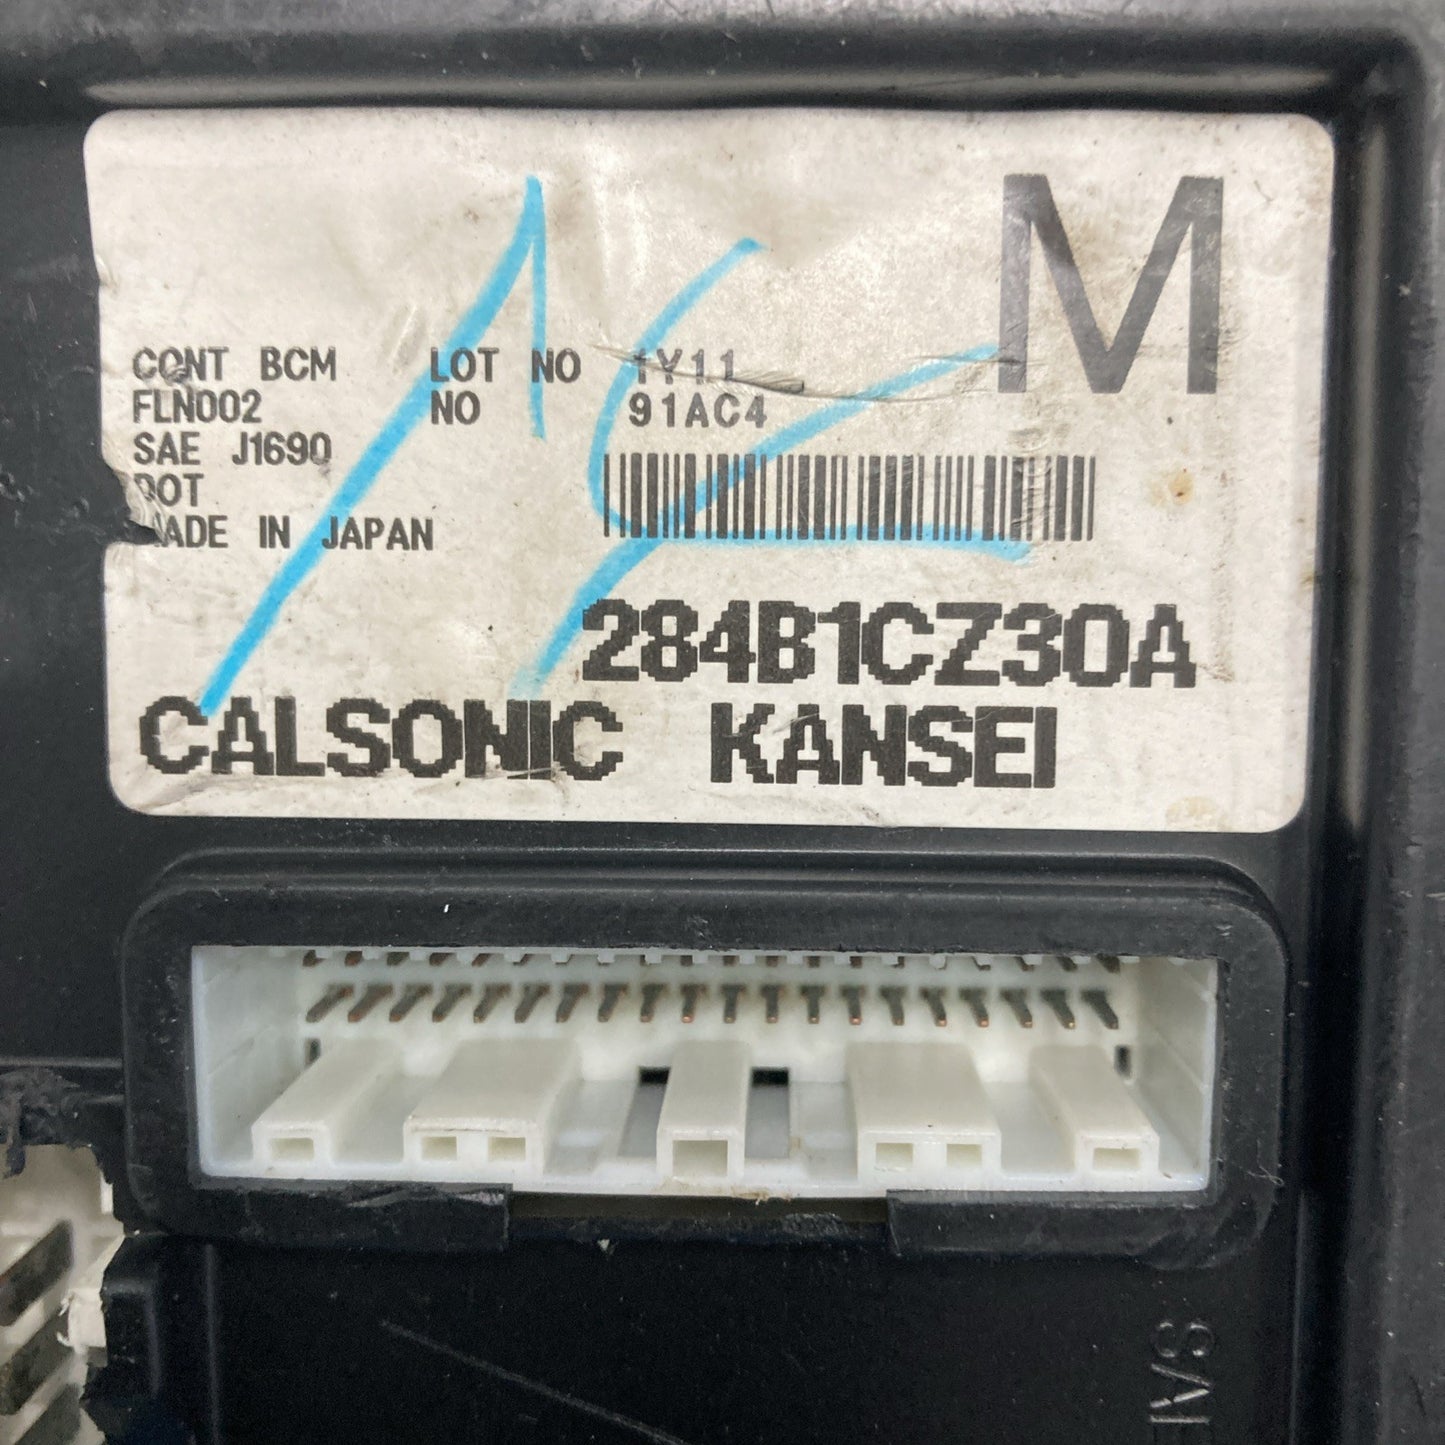 M
CONT BCM LOT NO 1Y11
FLN002 NO 91AC4
SAE J1690
DOT
MADE IN JAPAN
284B1CZ30A
CALSONIC KANSEI